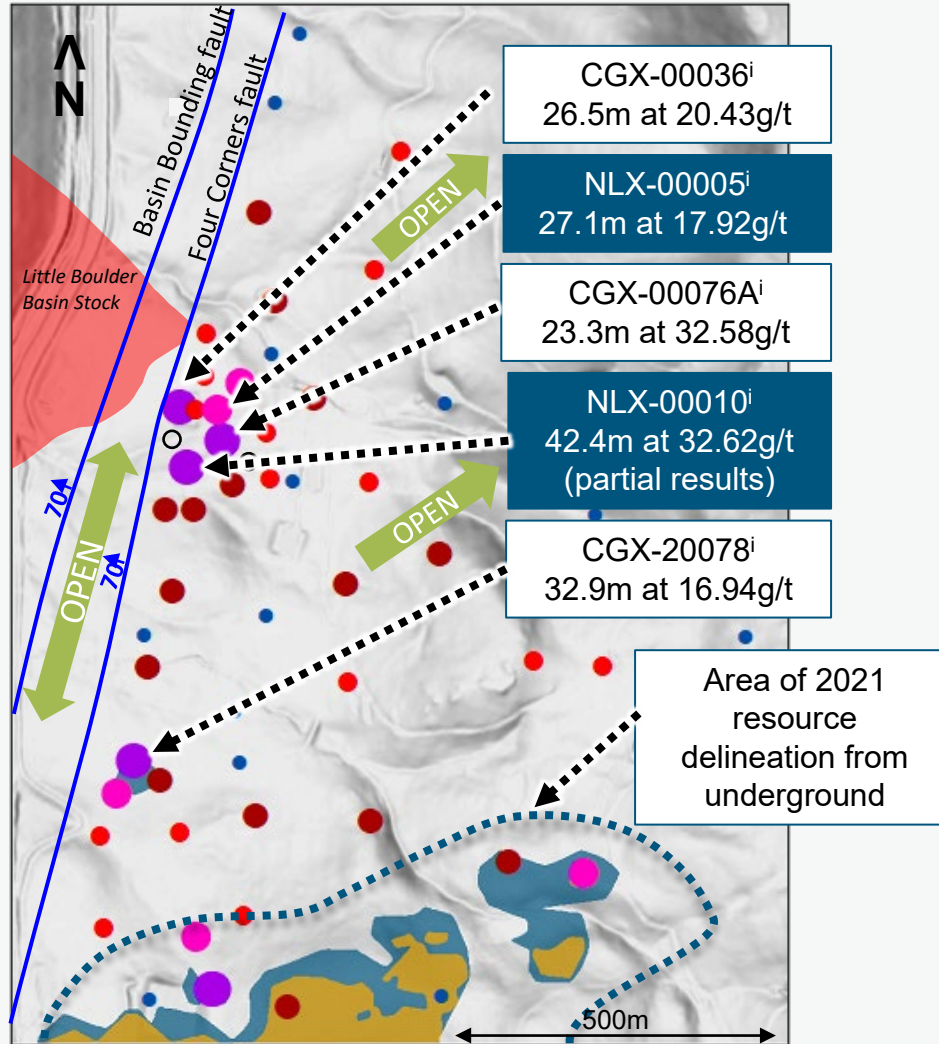 Λ
N
Basin Bounding fault
Four Corners fault
CGX-00036ⁱ
26.5m at 20.43g/t
OPEN
NLX-00005ⁱ
27.1m at 17.92g/t
Little Boulder
Basin Stock
CGX-00076Aⁱ
23.3m at 32.58g/t
NLX-00010ⁱ
42.4m at 32.62g/t
(partial results)
OPEN
70
OPEN
70
CGX-20078ⁱ
32.9m at 16.94g/t
Area of 2021
resource
delineation from
underground
500m